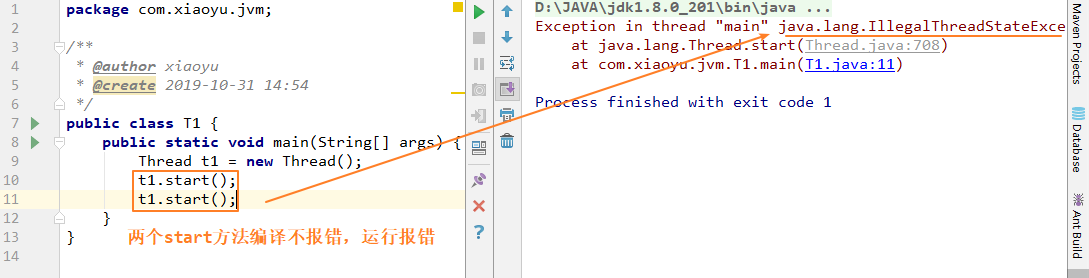 1 package com.xiaoyu.jvm;
2
3 /**
4 * @author xiaoyu
5 * @create 2019-10-31 14:54
6 */
7 public class T1 {
8 public static void main(String[] args) {
9 Thread t1 = new Thread();
10 t1.start();
11 t1.start();
12 }
13 }
14
两个start方法编译不报错，运行报错
D:\JAVA\jdk1.8.0_201\bin\java ...
Exception in thread "main" java.lang.IllegalThreadStateExce
at java.lang.Thread.start(Thread.java:708)
at com.xiaoyu.jvm.T1.main(T1.java:11)
Process finished with exit code 1
Maven Projects
Database
Ant Build